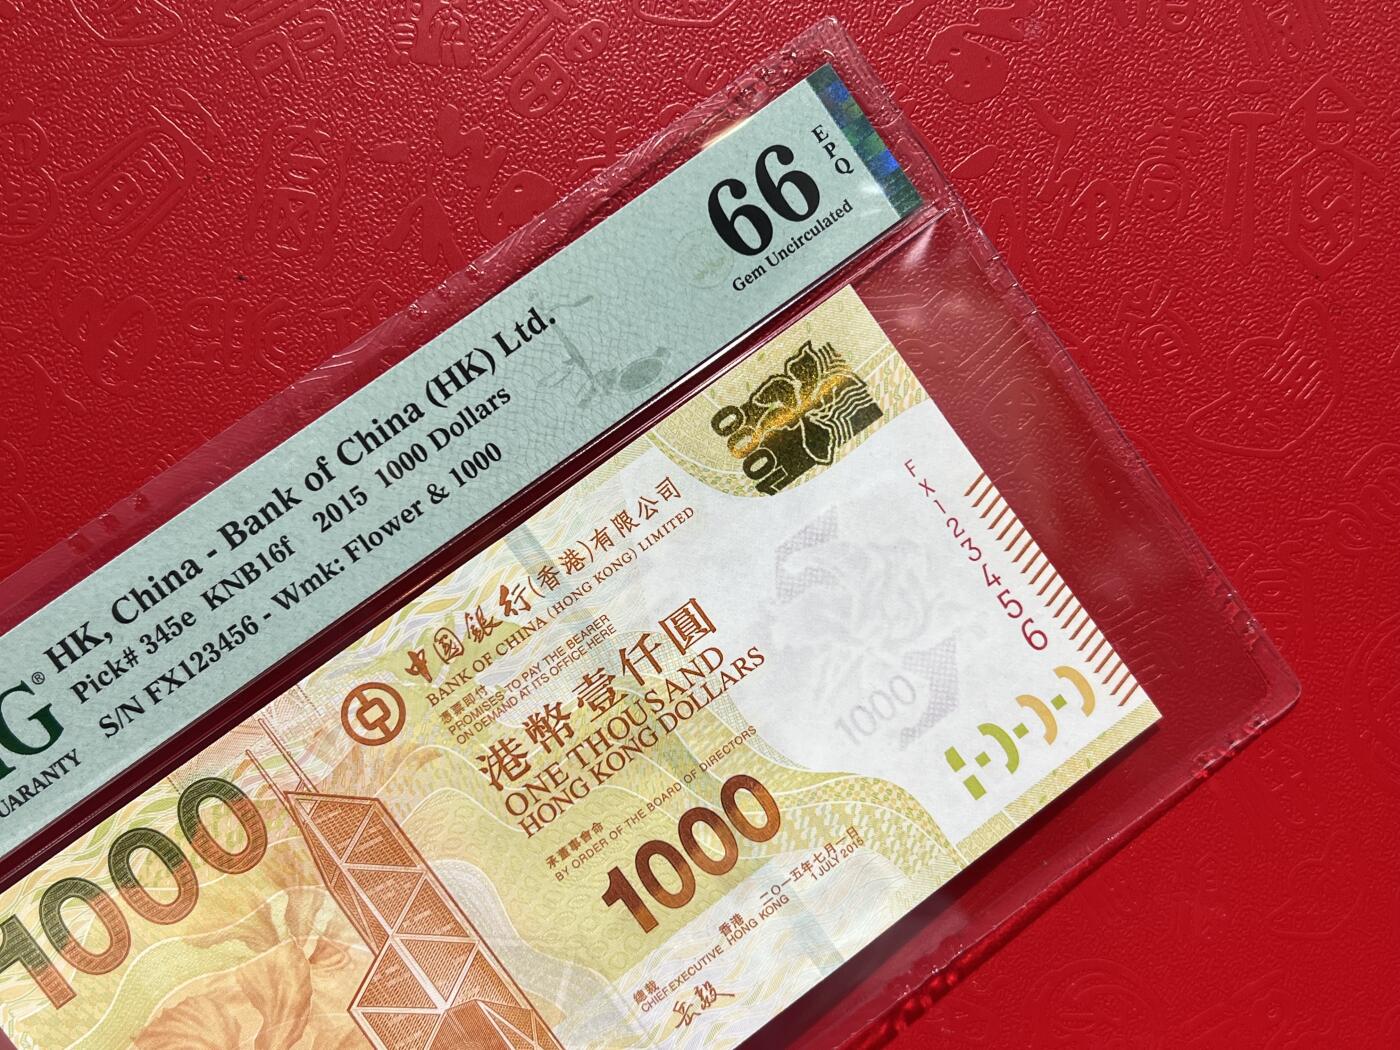 HK, China - Bank of China (HK) Ltd.
Pick# 345e KNB16f 2015 1000 Dollars
S/N FX123456 - Wmk: Flower & 1000
G®
UARANTY
66
EPQ
Gem Uncirculated
1000
FX123456
中國銀行(香港)有限公司
BANK OF CHINA (HONG KONG) LIMITED
憑票即付
PROMISES TO PAY THE BEARER
ON DEMAND AT ITS OFFICE HERE
港幣壹仟圓
ONE THOUSAND
HONG KONG DOLLARS
承董事會命
BY ORDER OF THE BOARD OF DIRECTORS
1000
1000
1000
香港 二〇一五年七月一日
HONG KONG 1 JULY 2015
總裁
CHIEF EXECUTIVE
岳毅